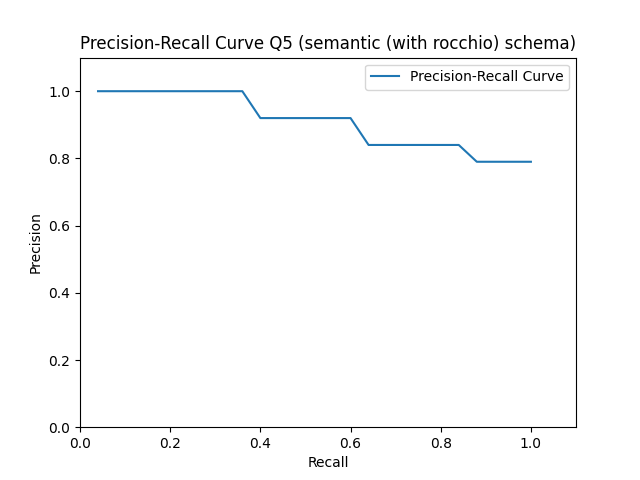 Precision-Recall Curve Q5 (semantic (with rocchio) schema)
Precision-Recall Curve
1.0
0.8
0.6
0.4
0.2
0.0
Precision
0.0 0.2 0.4 0.6 0.8 1.0
Recall